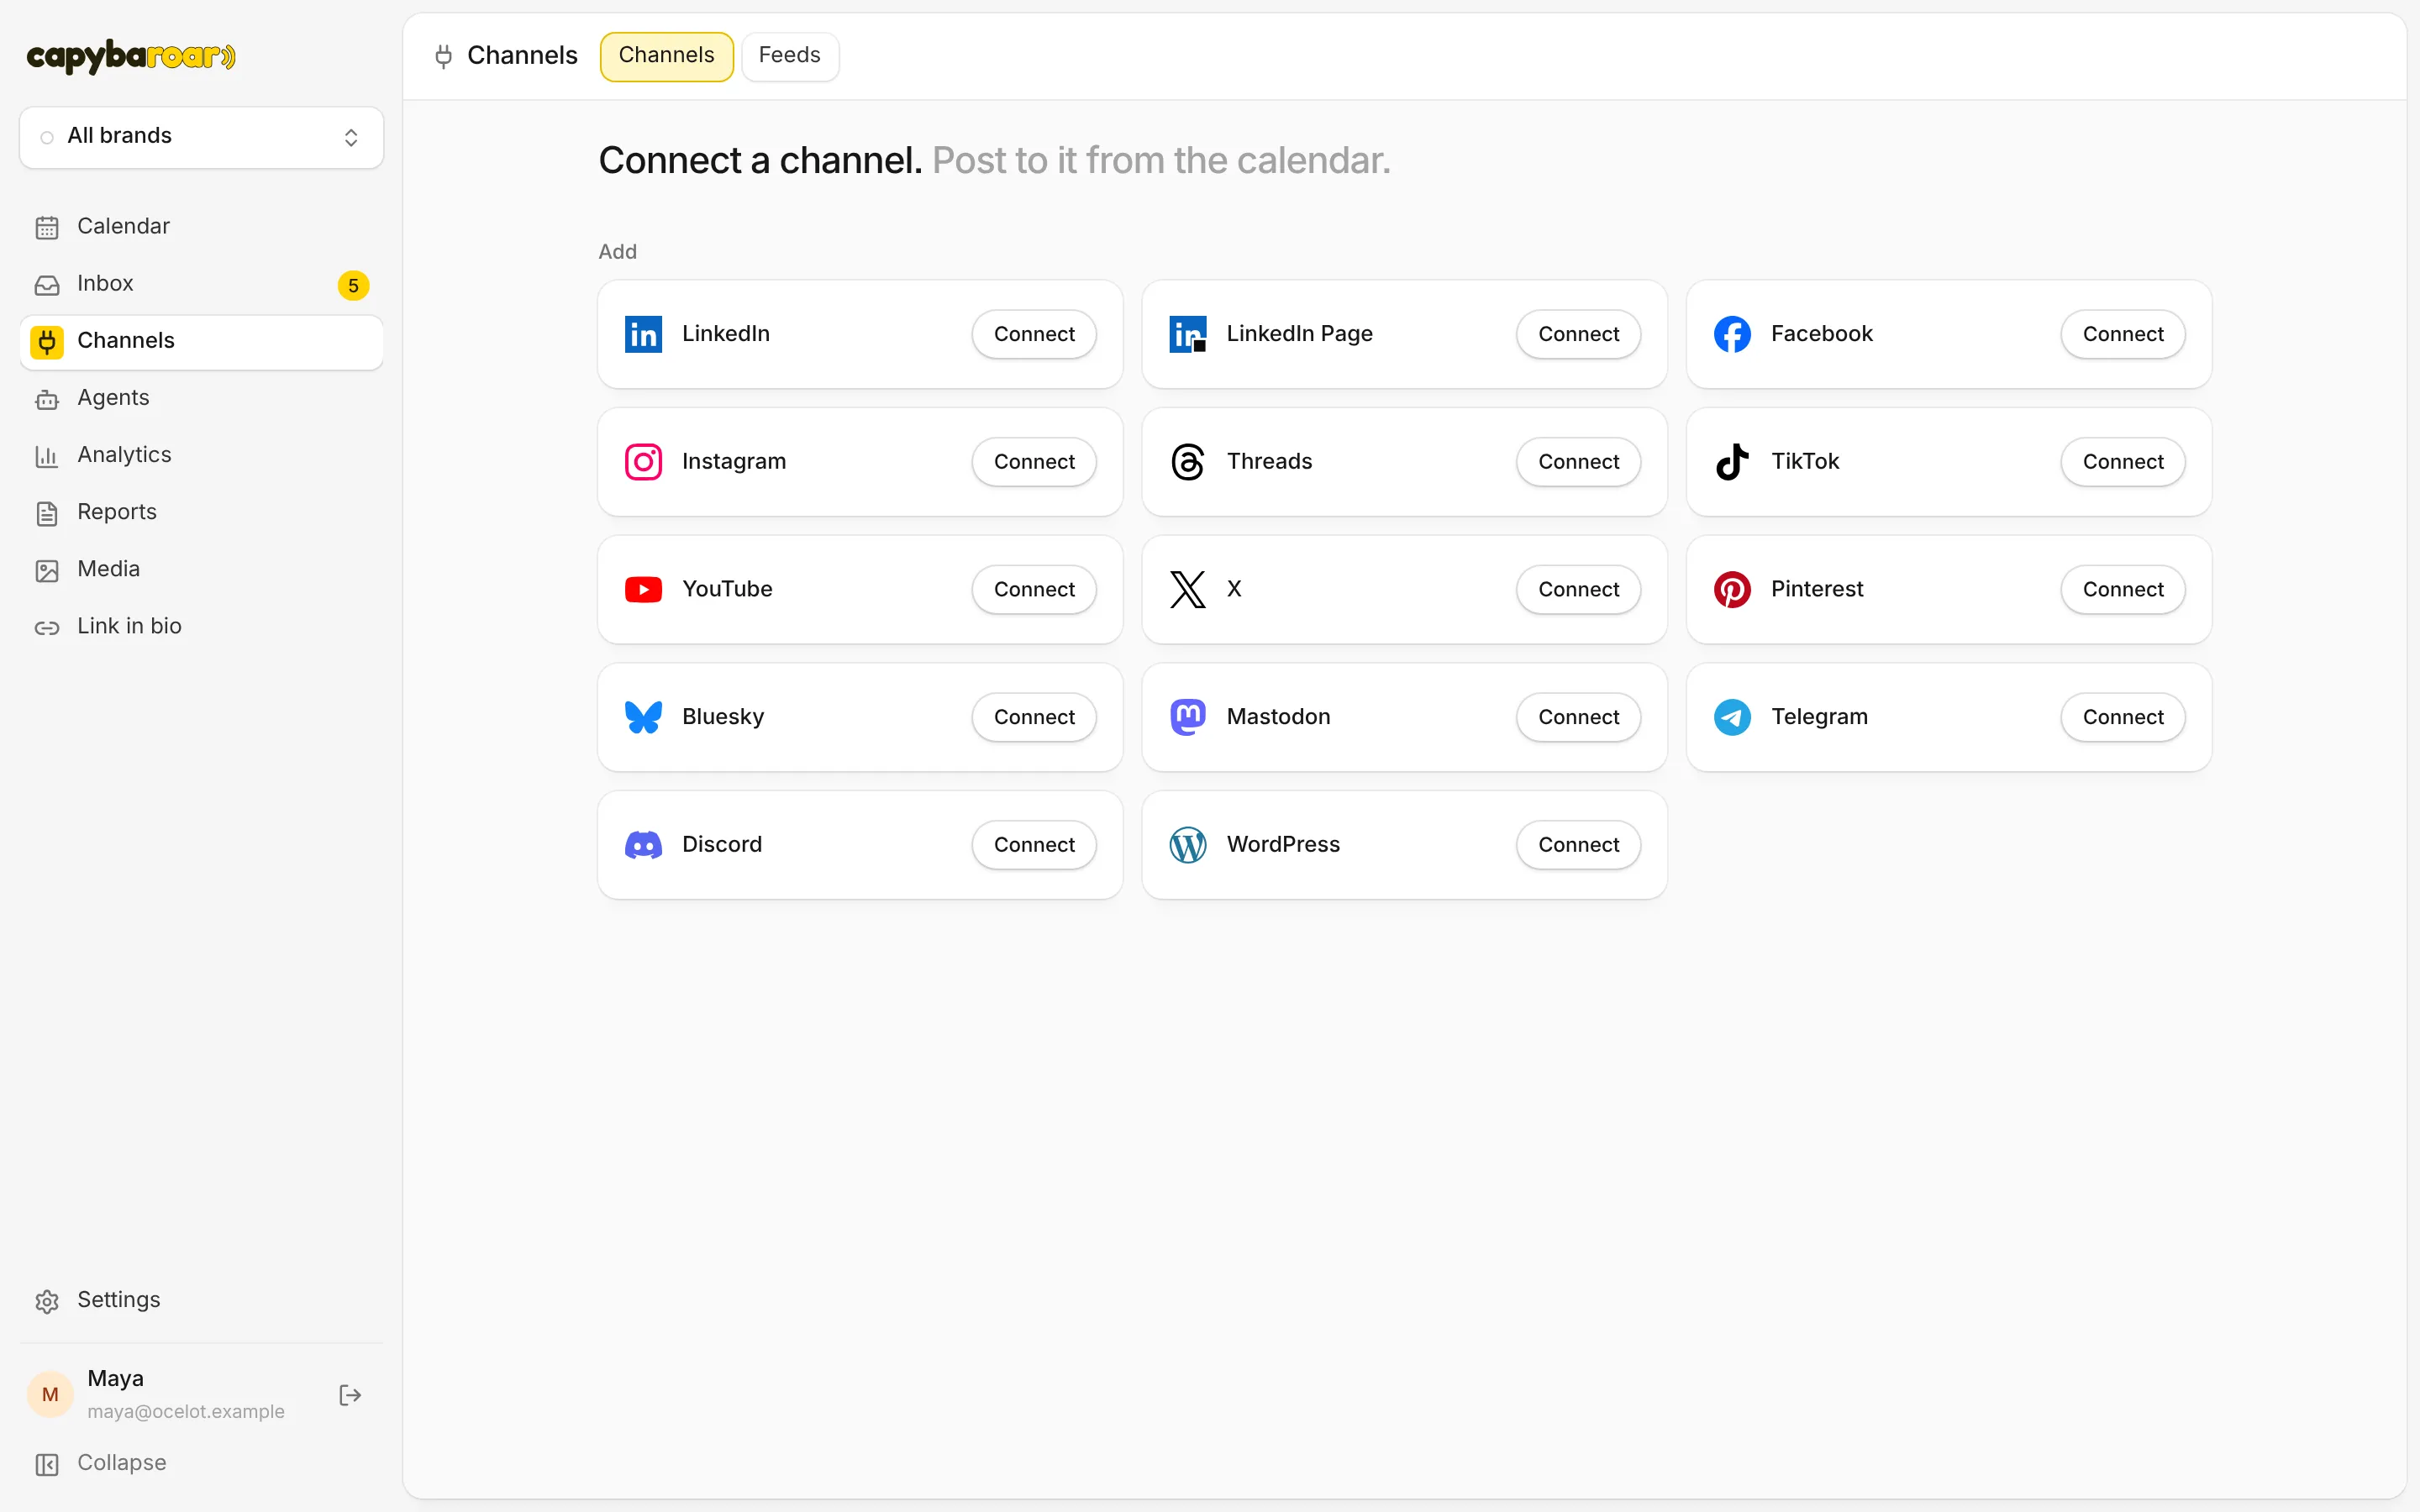 capybaroar
All brands
Calendar
Inbox 5
Channels
Agents
Analytics
Reports
Media
Link in bio
Settings
M Maya
maya@ocelot.example
Collapse
Channels Channels Feeds
Connect a channel. Post to it from the calendar.
Add
LinkedIn Connect
LinkedIn Page Connect
Facebook Connect
Instagram Connect
Threads Connect
TikTok Connect
YouTube Connect
X Connect
Pinterest Connect
Bluesky Connect
Mastodon Connect
Telegram Connect
Discord Connect
WordPress Connect